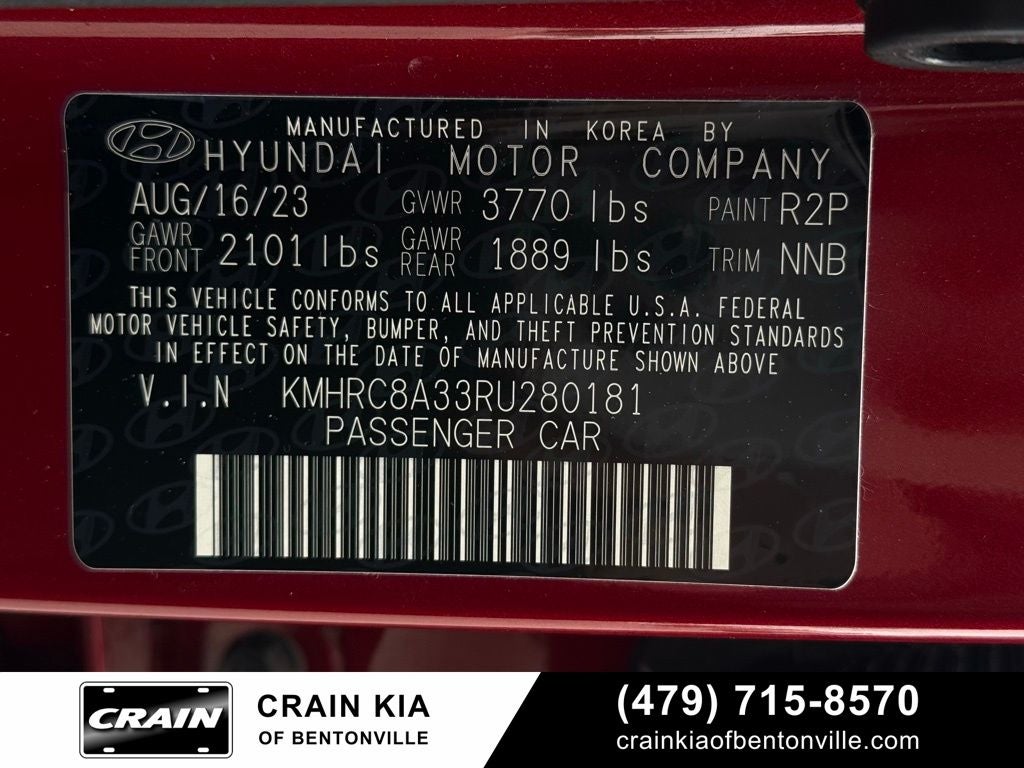 MANUFACTURED IN KOREA BY
HYUNDAI MOTOR COMPANY
AUG/16/23 GVWR 3770 lbs PAINT R2P
GAWR FRONT 2101 lbs GAWR REAR 1889 lbs TRIM NNB
THIS VEHICLE CONFORMS TO ALL APPLICABLE U.S.A. FEDERAL
MOTOR VEHICLE SAFETY, BUMPER, AND THEFT PREVENTION STANDARDS
IN EFFECT ON THE DATE OF MANUFACTURE SHOWN ABOVE
V.I.N KMHRC8A33RU280181
PASSENGER CAR
CRAIN
CRAIN KIA
OF BENTONVILLE
(479) 715-8570
crainkiaofbentonville.com